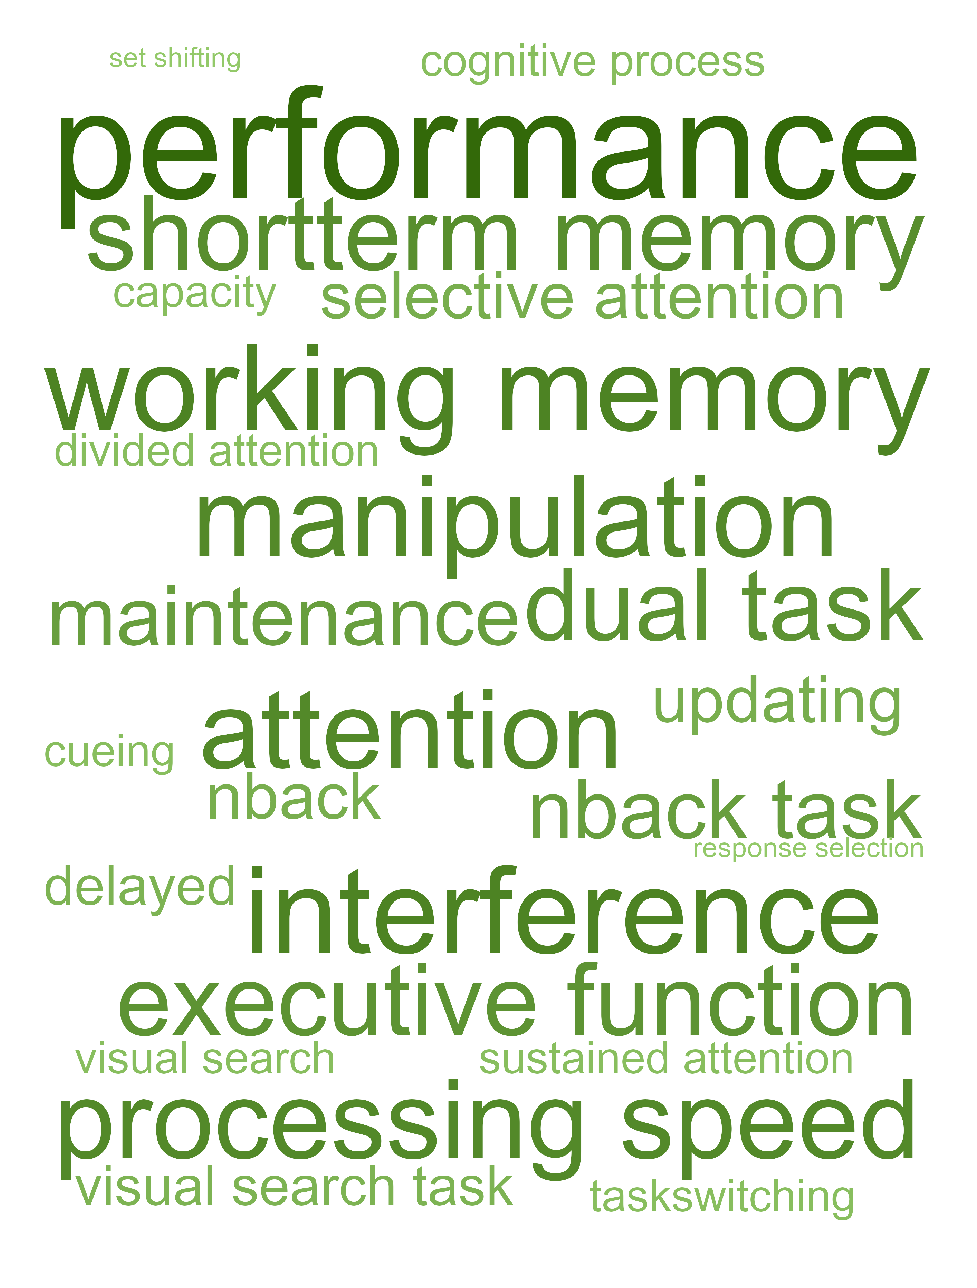 set shifting cognitive process
performance
shortterm memory
capacity selective attention
working memory
divided attention
manipulation
maintenance dual task
updating
cueing attention
nback nback task
response selection
delayed interference
executive function
visual search sustained attention
processing speed
visual search task taskswitching